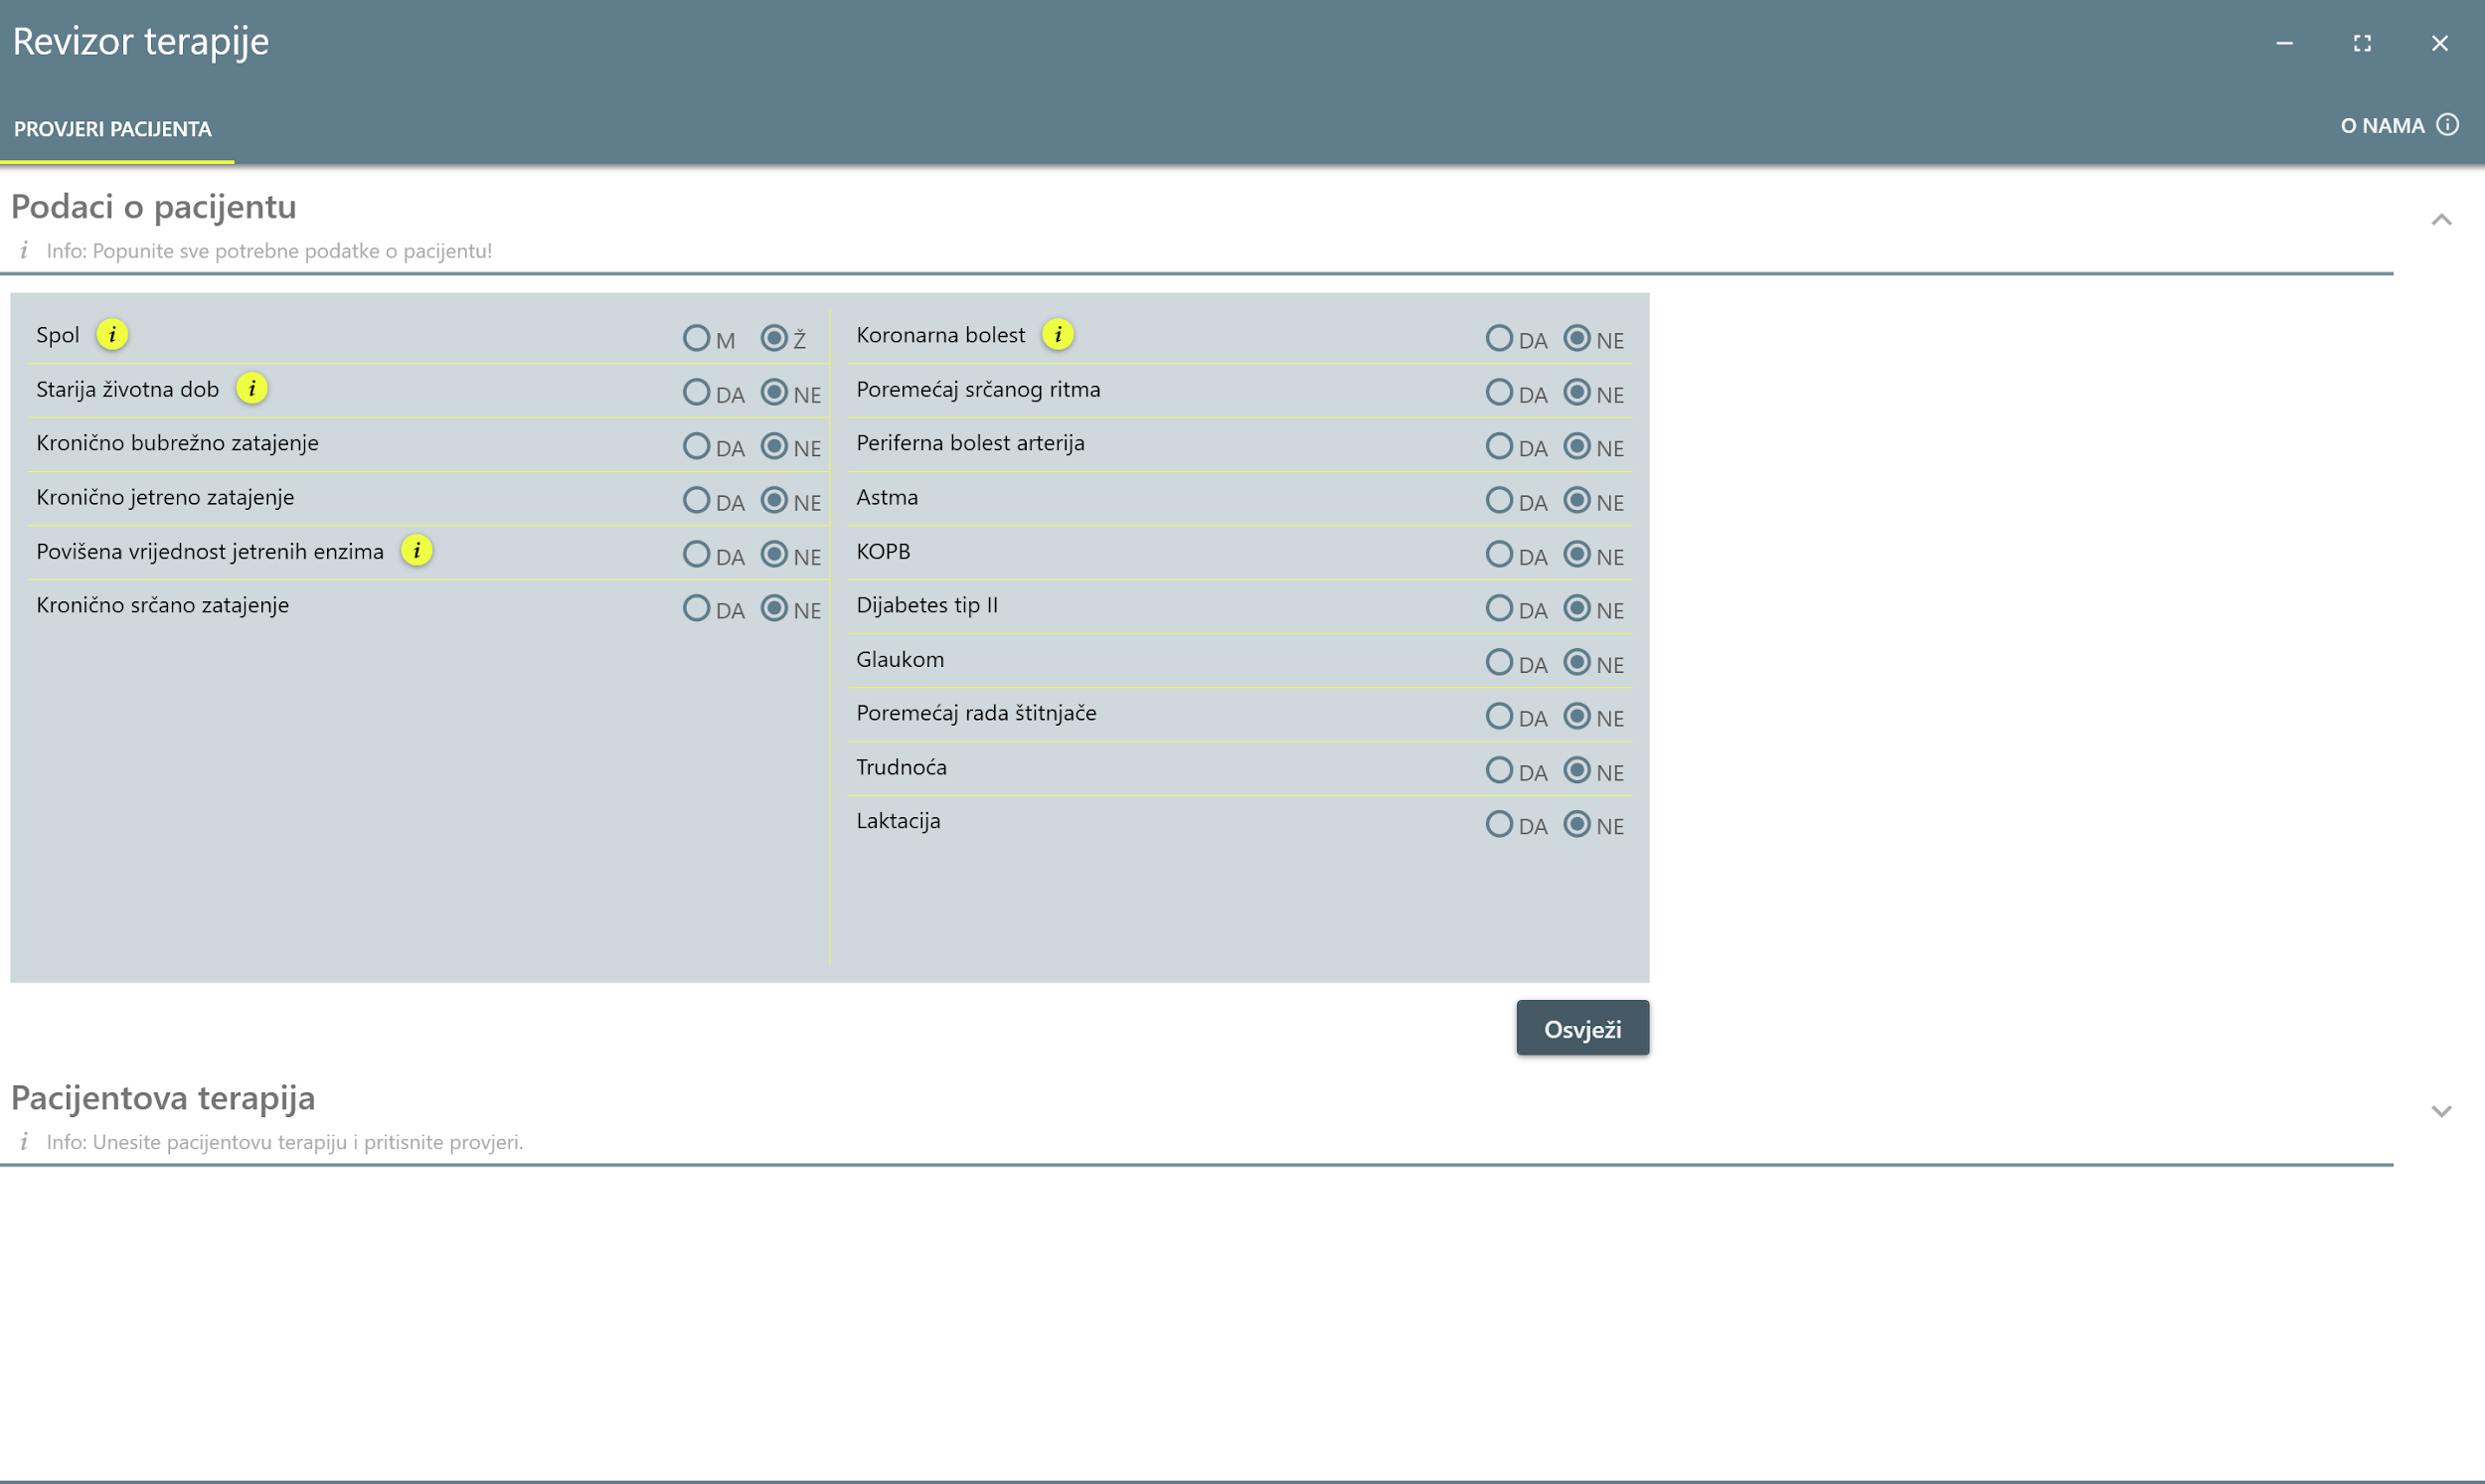 Revizor terapije
PROVJERI PACIJENTA
O NAMA
Podaci o pacijentu
i Info: Popunite sve potrebne podatke o pacijentu!
Spol i M Ž
Starija životna dob i DA NE
Kronično bubrežno zatajenje DA NE
Kronično jetreno zatajenje DA NE
Povišena vrijednost jetrenih enzima i DA NE
Kronično srčano zatajenje DA NE
Koronarna bolest i DA NE
Poremećaj srčanog ritma DA NE
Periferna bolest arterija DA NE
Astma DA NE
KOPB DA NE
Dijabetes tip II DA NE
Glaukom DA NE
Poremećaj rada štitnjače DA NE
Trudnoća DA NE
Laktacija DA NE
Osvježi
Pacijentova terapija
i Info: Unesite pacijentovu terapiju i pritisnite provjeri.